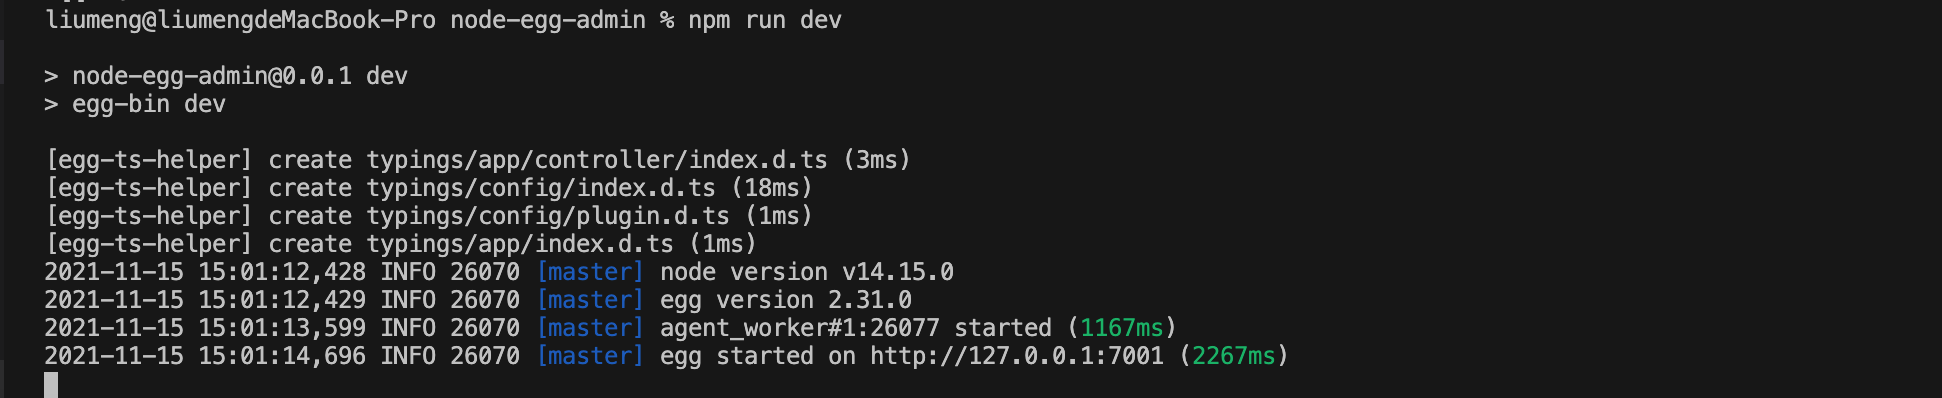 liumeng@liumengdeMacBook-Pro node-egg-admin % npm run dev
> node-egg-admin@0.0.1 dev
> egg-bin dev
[egg-ts-helper] create typings/app/controller/index.d.ts (3ms)
[egg-ts-helper] create typings/config/index.d.ts (18ms)
[egg-ts-helper] create typings/config/plugin.d.ts (1ms)
[egg-ts-helper] create typings/app/index.d.ts (1ms)
2021-11-15 15:01:12,428 INFO 26070 [master] node version v14.15.0
2021-11-15 15:01:12,429 INFO 26070 [master] egg version 2.31.0
2021-11-15 15:01:13,599 INFO 26070 [master] agent_worker#1:26077 started (1167ms)
2021-11-15 15:01:14,696 INFO 26070 [master] egg started on http://127.0.0.1:7001 (2267ms)